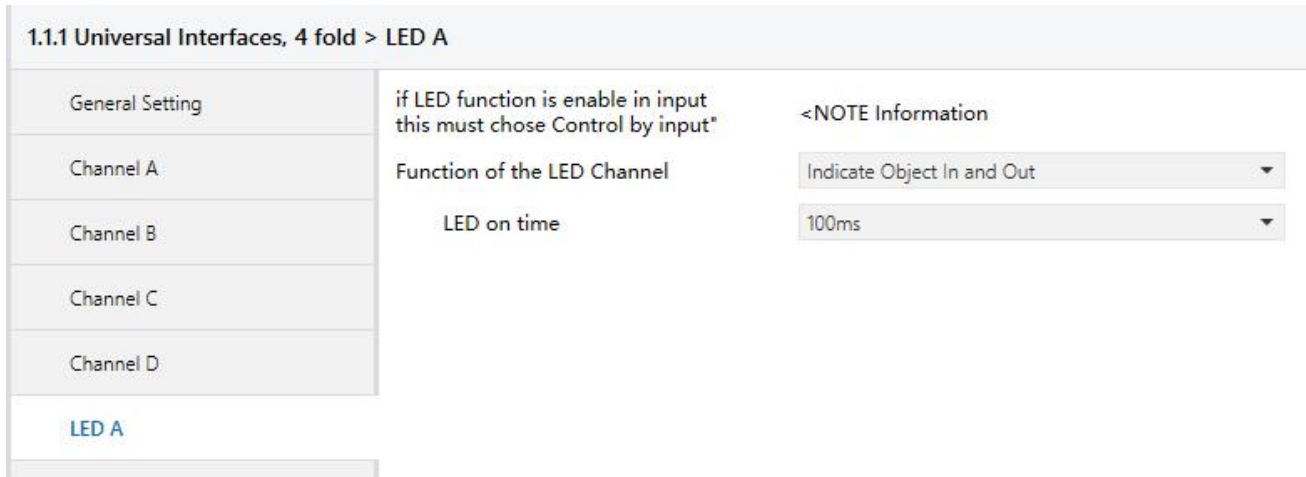 1.1.1 Universal Interfaces, 4 fold > LED A
General Setting
Channel A
Channel B
Channel C
Channel D
LED A
if LED function is enable in input
this must chose Control by input"
<NOTE Information
Function of the LED Channel
Indicate Object In and Out
LED on time
100ms